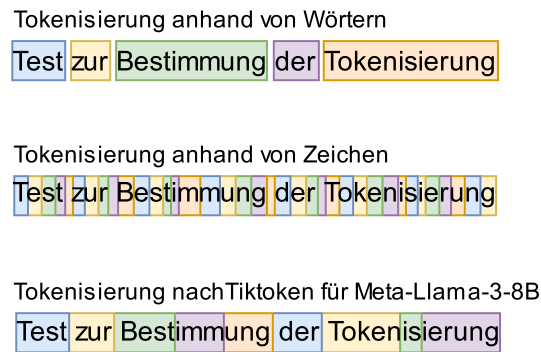 Tokenisierung anhand von Wörtern
Test zur Bestimmung der Tokenisierung
Tokenisierung anhand von Zeichen
Test zur Bestimmung der Tokenisierung
Tokenisierung nachTiktoken für Meta-Llama-3-8B
Test zur Bestimmung der Tokenisierung